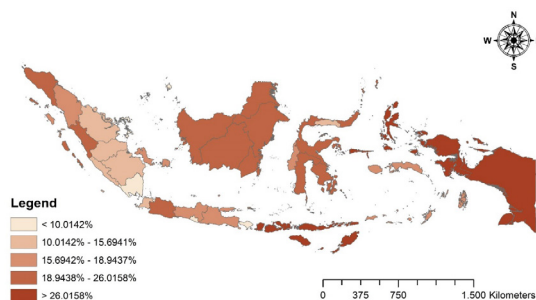 N
W E
S
Legend
< 10.0142%
10.0142% - 15.6941%
15.6942% - 18.9437%
18.9438% - 26.0158%
> 26.0158%
0 375 750 1.500 Kilometers